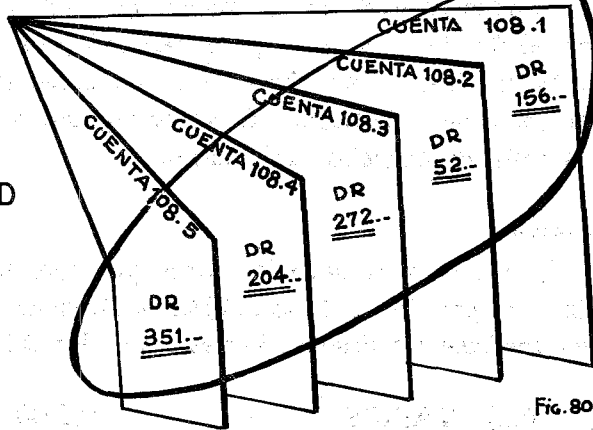 CUENTA 108.1
DR
156.-
CUENTA 108.2
DR
52.-
CUENTA 108.3
DR
272.-
CUENTA 108.4
DR
204.-
CUENTA 108.5
DR
351.-
D
Fig. 80